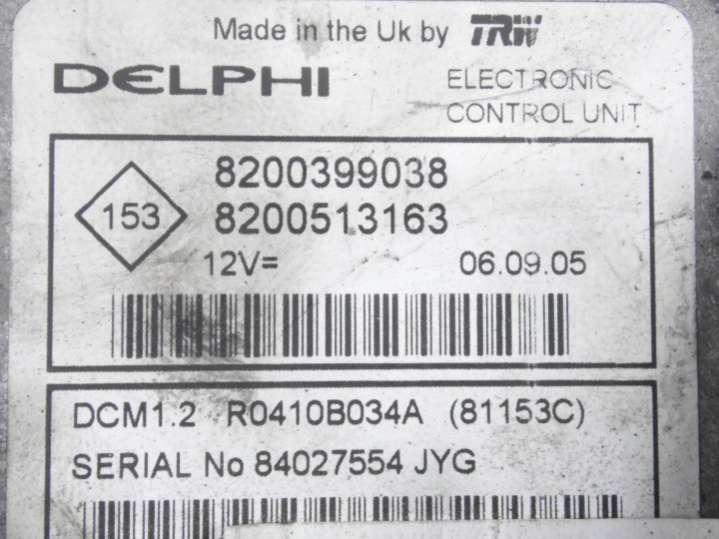 Made in the Uk by TRW
DELPHI
ELECTRONIC
CONTROL UNIT
153
8200399038
8200513163
12V=
06.09.05
DCM1.2 R0410B034A (81153C)
SERIAL No 84027554 JYG